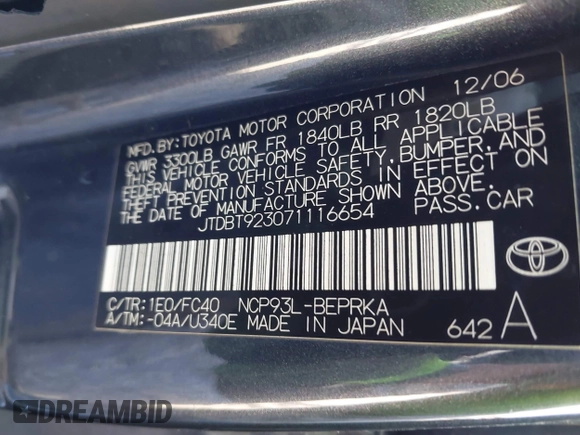 MFD.BY:TOYOTA MOTOR CORPORATION 12/06
GVWR 3300LB GAWR FR 1840LB RR 1820LB
THIS VEHICLE CONFORMS TO ALL APPLICABLE
FEDERAL MOTOR VEHICLE SAFETY,BUMPER,AND
THEFT PREVENTION STANDARDS IN EFFECT ON
DATE OF MANUFACTURE SHOWN ABOVE.
JTDBT923071116654 PASS.CAR
C/TR:1E0/FC40 NCP93L-BEPRKA
A/TM:-04A/U340E MADE IN JAPAN 642 A
DREAMBID